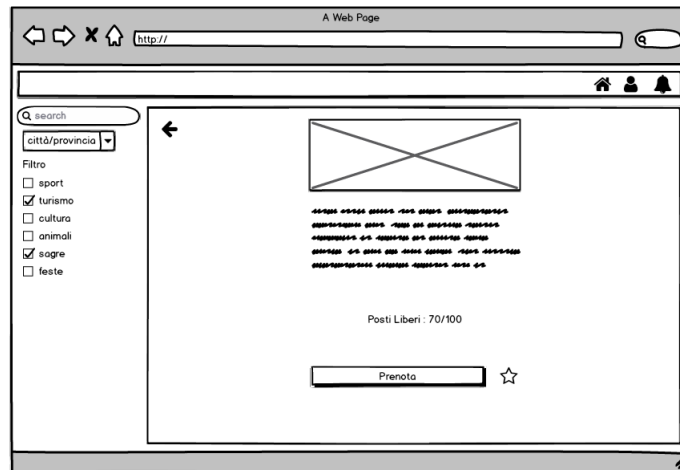 A Web Page
http://
search
città/provincia
Filtro
sport
turismo
cultura
animali
sagre
feste
Posti Liberi : 70/100
Prenota